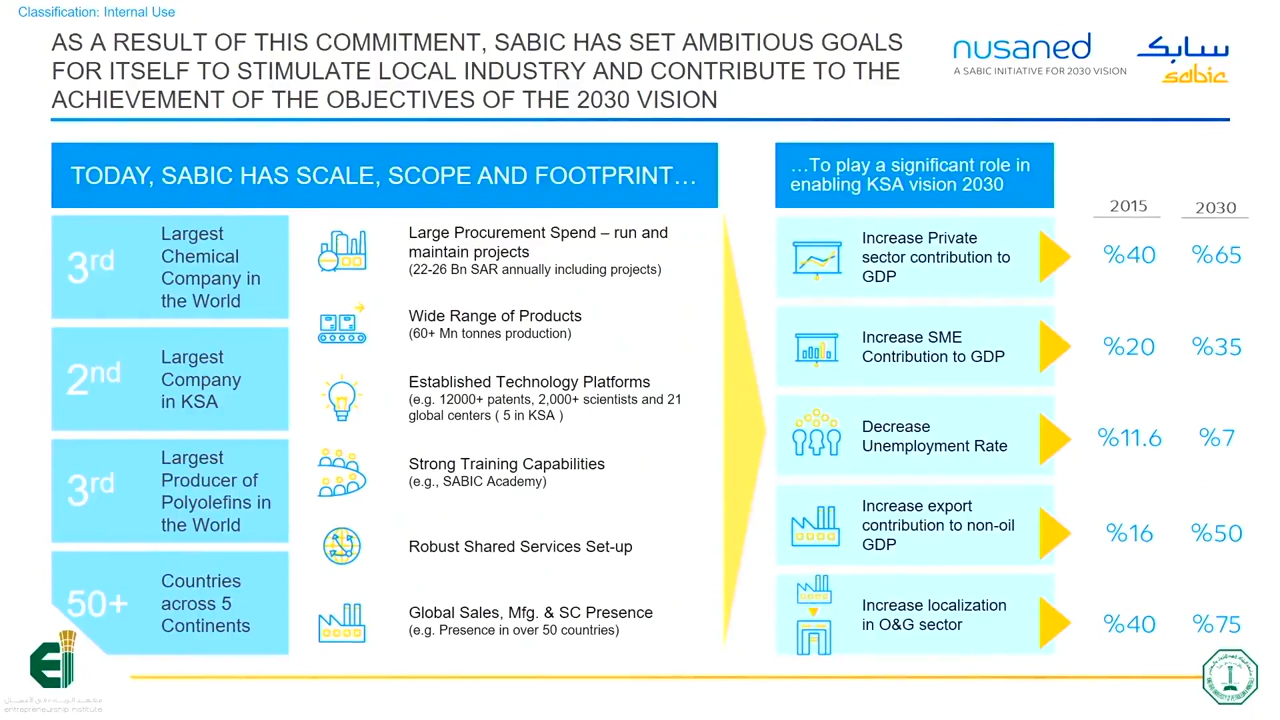 Classification: Internal Use
AS A RESULT OF THIS COMMITMENT, SABIC HAS SET AMBITIOUS GOALS
FOR ITSELF TO STIMULATE LOCAL INDUSTRY AND CONTRIBUTE TO THE
ACHIEVEMENT OF THE OBJECTIVES OF THE 2030 VISION
nusaned
A SABIC INITIATIVE FOR 2030 VISION
سابك
sabic
TODAY, SABIC HAS SCALE, SCOPE AND FOOTPRINT…
3rd
Largest
Chemical
Company in
the World
2nd
Largest
Company
in KSA
3rd
Largest
Producer of
Polyolefins in
the World
50+
Countries
across 5
Continents
Large Procurement Spend – run and
maintain projects
(22-26 Bn SAR annually including projects)
Wide Range of Products
(60+ Mn tonnes production)
Established Technology Platforms
(e.g. 12000+ patents, 2,000+ scientists and 21
global centers ( 5 in KSA )
Strong Training Capabilities
(e.g., SABIC Academy)
Robust Shared Services Set-up
Global Sales, Mfg. & SC Presence
(e.g. Presence in over 50 countries)
…To play a significant role in
enabling KSA vision 2030
2015 2030
Increase Private
sector contribution to
GDP
%40 %65
Increase SME
Contribution to GDP
%20 %35
Decrease
Unemployment Rate
%11.6 %7
Increase export
contribution to non-oil
GDP
%16 %50
Increase localization
in O&G sector
%40 %75
entrepreneurship institute